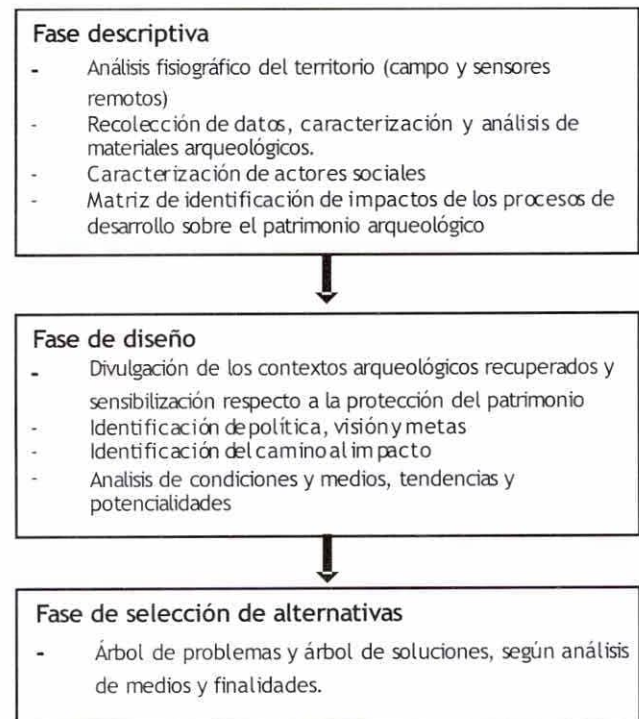 Fase descriptiva
- Análisis fisiográfico del territorio (campo y sensores
remotos)
- Recolección de datos, caracterización y análisis de
materiales arqueológicos.
- Caracterización de actores sociales
- Matriz de identificación de impactos de los procesos de
desarrollo sobre el patrimonio arqueológico
Fase de diseño
- Divulgación de los contextos arqueológicos recuperados y
sensibilización respecto a la protección del patrimonio
- Identificación de política, visión y metas
- Identificación del camino al impacto
- Analisis de condiciones y medios, tendencias y
potencialidades
Fase de selección de alternativas
- Árbol de problemas y árbol de soluciones, según análisis
de medios y finalidades.